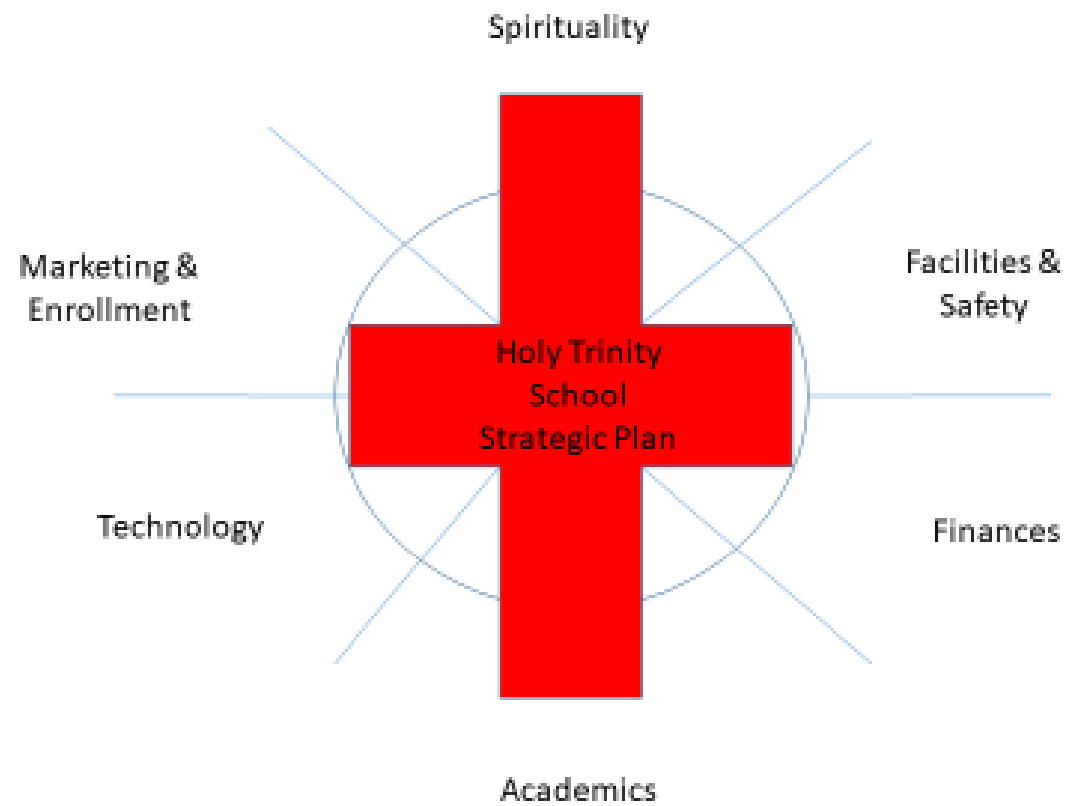 Spirituality
Marketing &
Enrollment
Facilities &
Safety
Holy Trinity
School
Strategic Plan
Technology
Finances
Academics